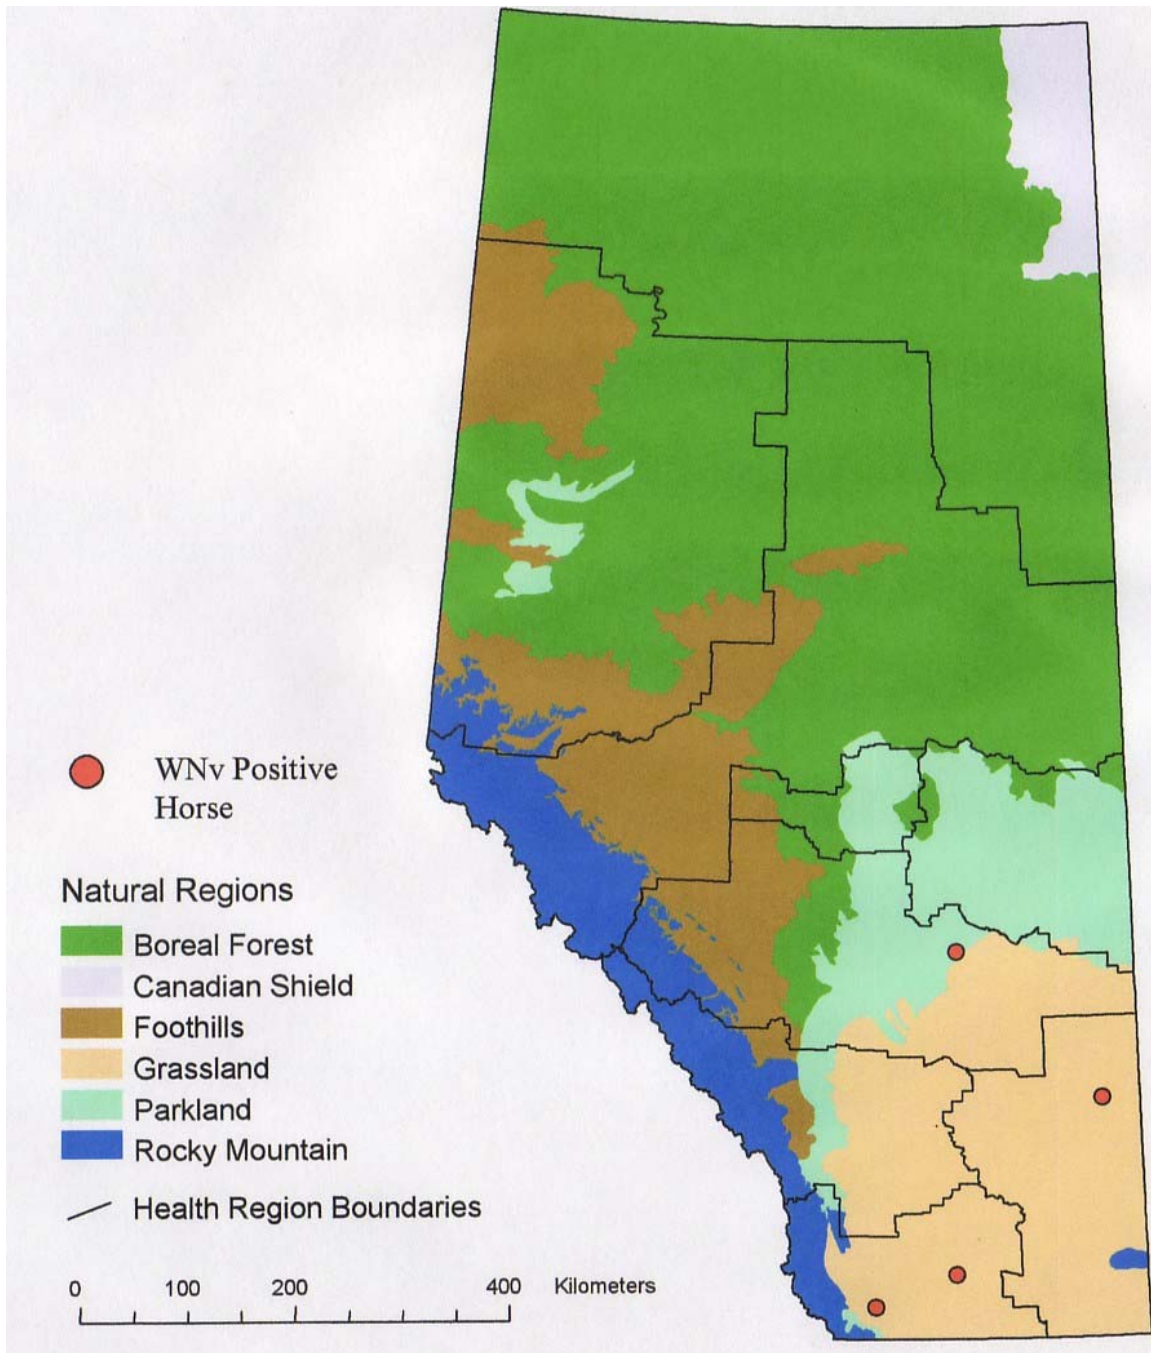 WNv Positive
Horse
Natural Regions
Boreal Forest
Canadian Shield
Foothills
Grassland
Parkland
Rocky Mountain
Health Region Boundaries
0 100 200 400 Kilometers